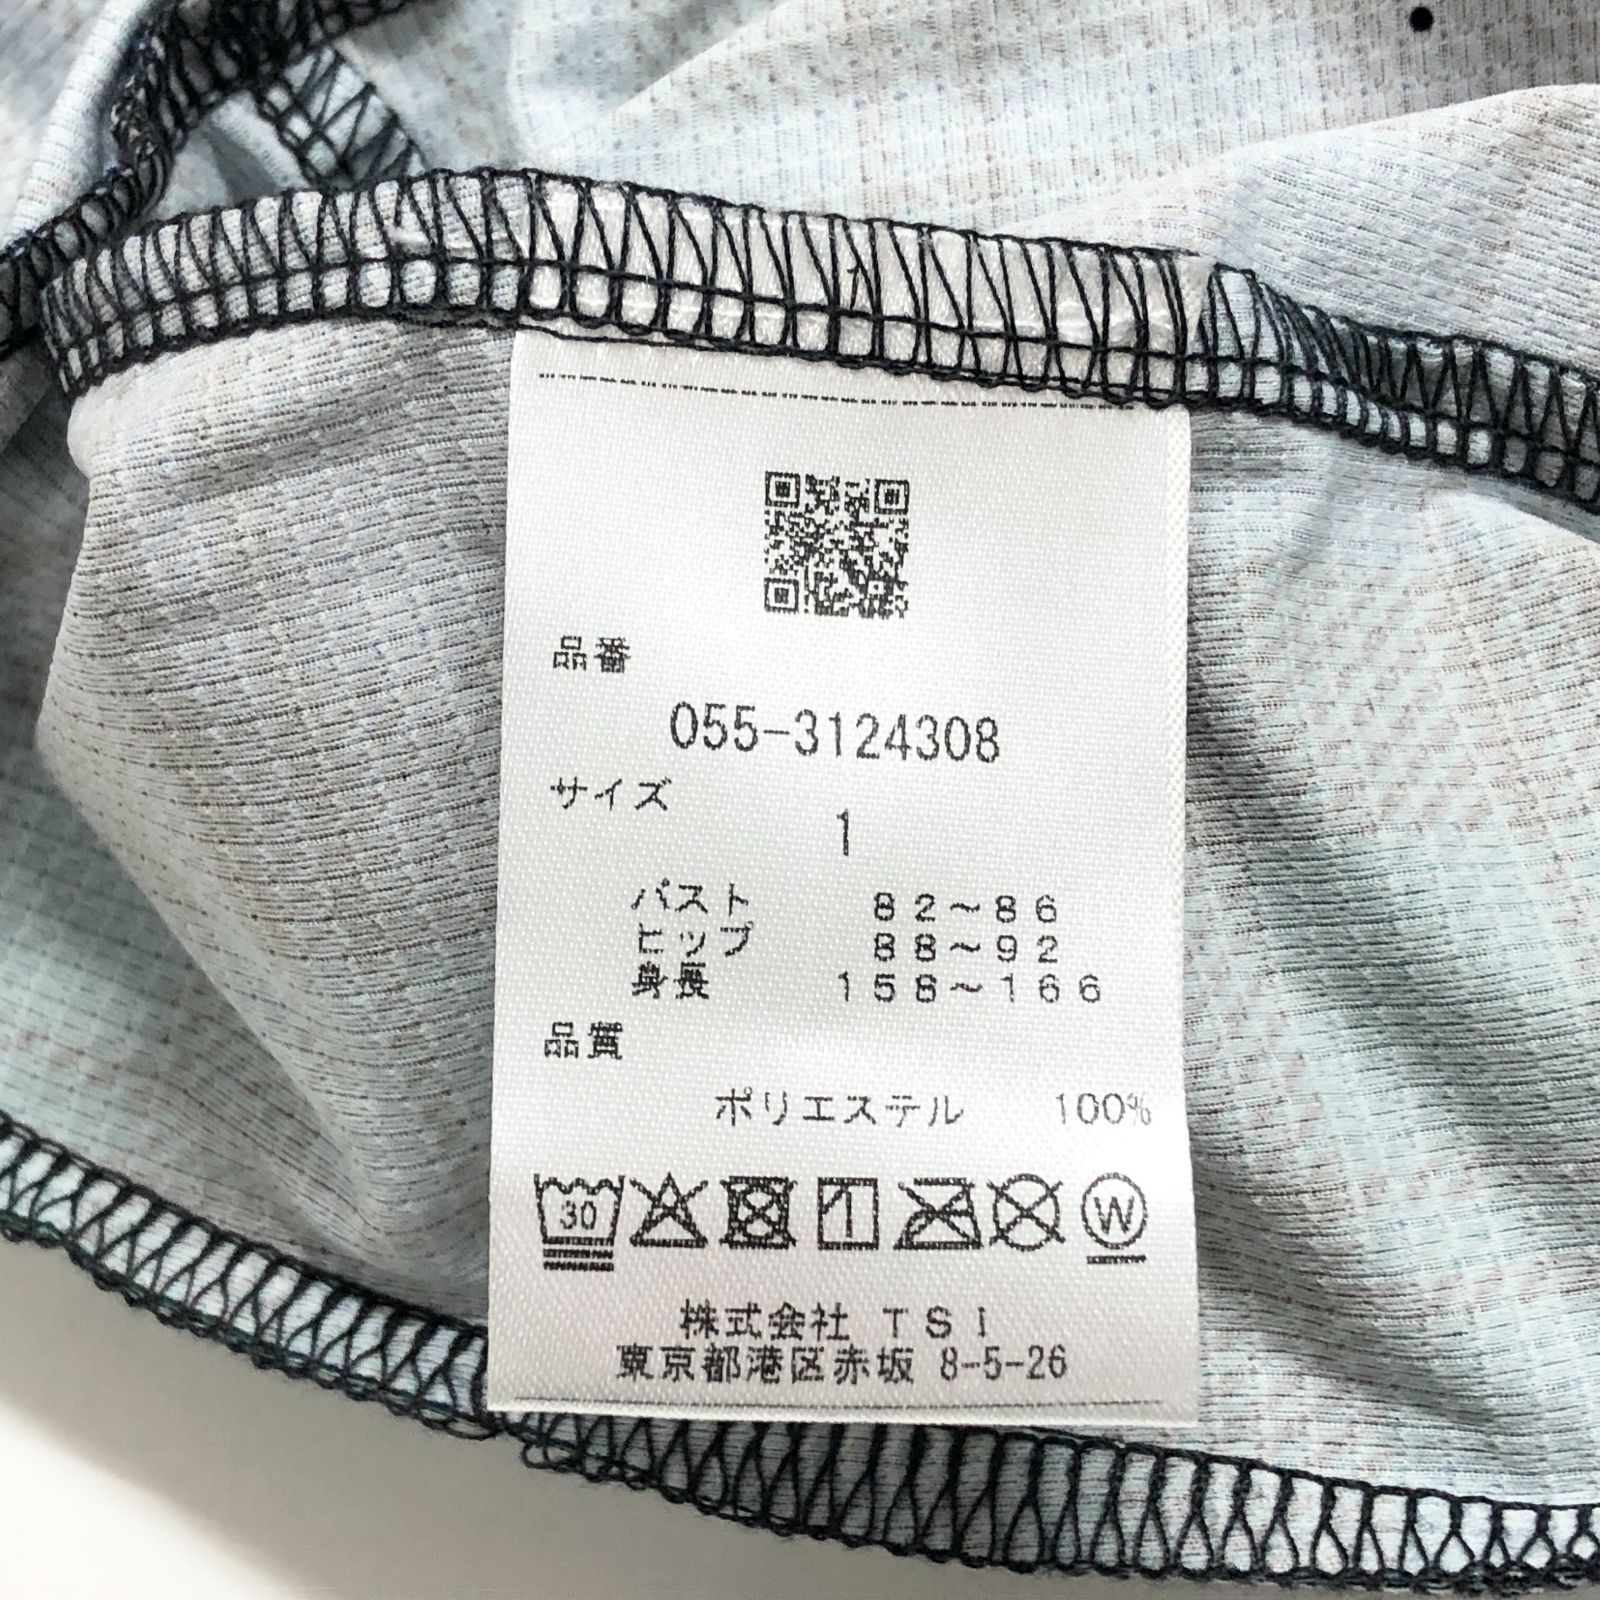 品番
055-3124308
サイズ
1
バスト 82～86
ヒップ 88～92
身長 158～166
品質
ポリエステル 100%
30 1 W
株式会社 TSI
東京都港区赤坂 8-5-26